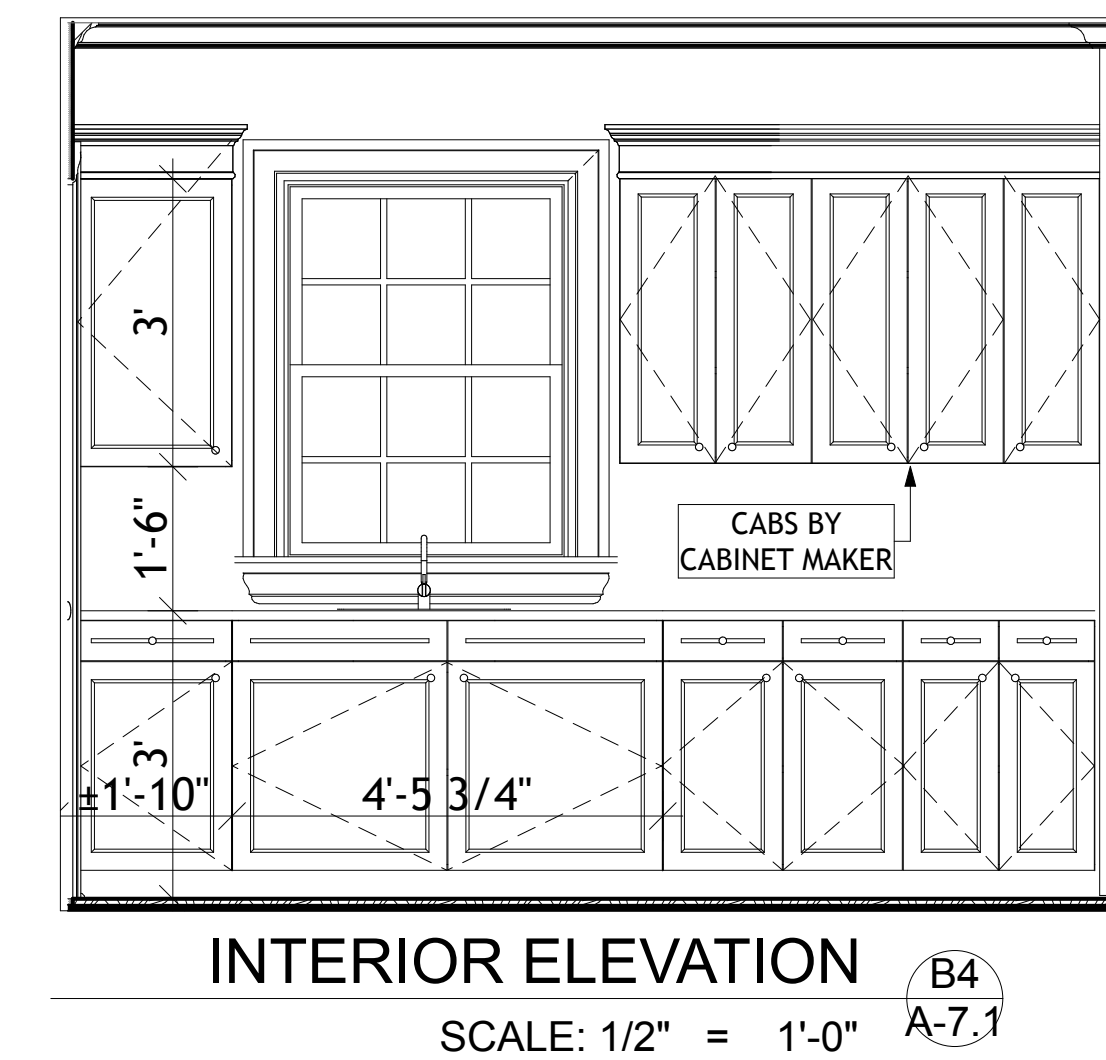 3'
1'-6"
CABS BY
CABINET MAKER
3'
±1'-10"
4'-5 3/4"
INTERIOR ELEVATION
B4
A-7.1
SCALE: 1/2" = 1'-0"